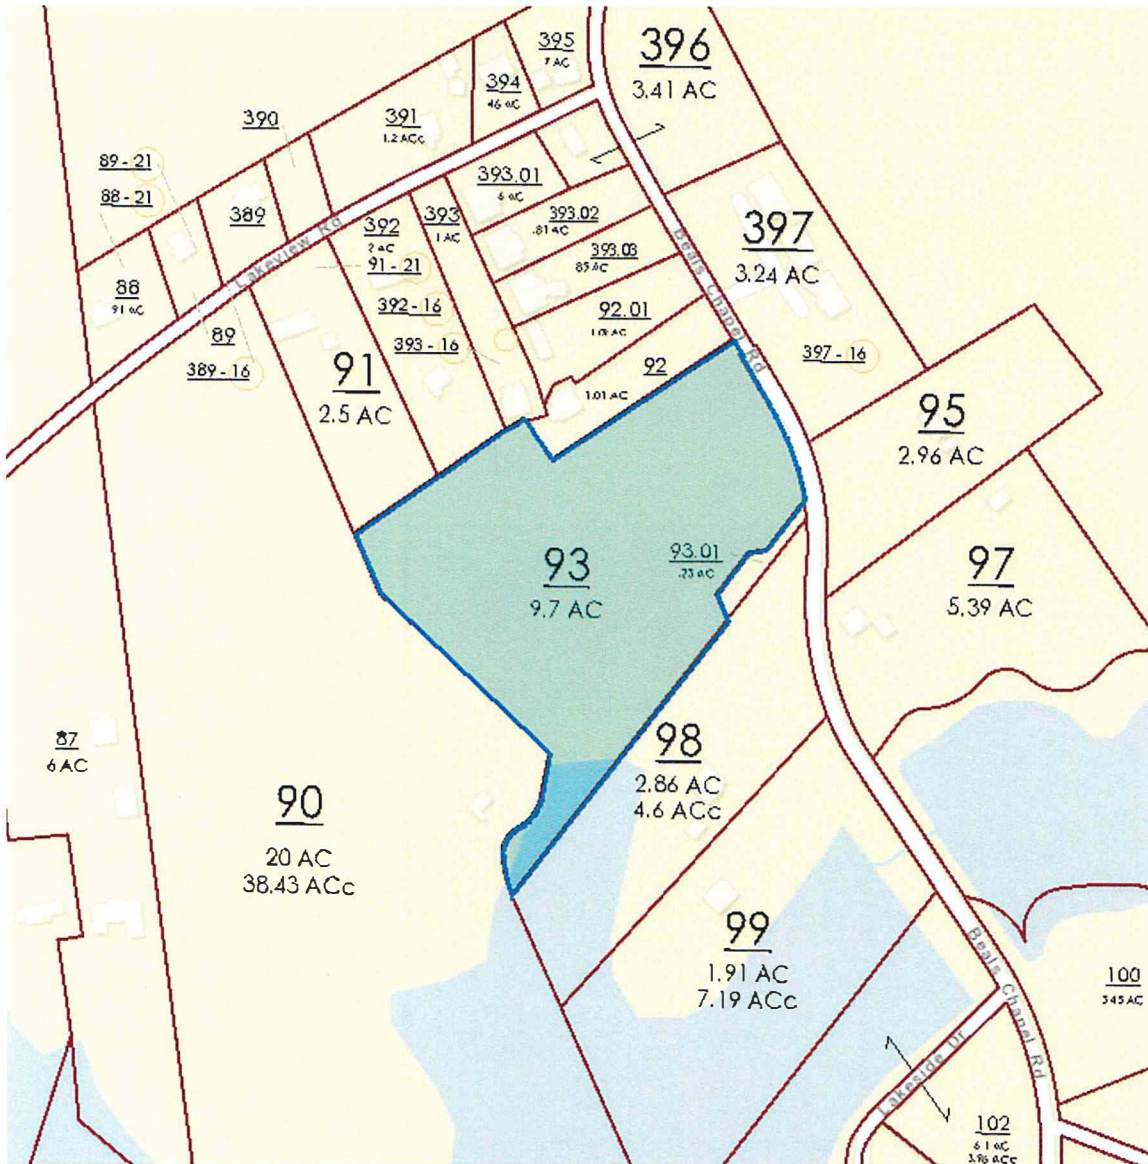 395
7 AC
396
3.41 AC
394
.46 AC
391
1.2 ACc
390
89 - 21
88 - 21
389
393.01
393.02
.81 AC
393.03
.85 AC
392
2 AC
393
1 AC
91 - 21
397
3.24 AC
Lakeview Rd
Beals Chapel Rd
88
.91 AC
89
389 - 16
392 - 16
393 - 16
92.01
92
1.01 AC
397 - 16
91
2.5 AC
95
2.96 AC
93
9.7 AC
93.01
.23 AC
97
5.39 AC
87
6 AC
98
2.86 AC
4.6 ACc
90
20 AC
38.43 ACc
99
1.91 AC
7.19 ACc
Beals Chapel Rd
100
Lakeside Dr
102